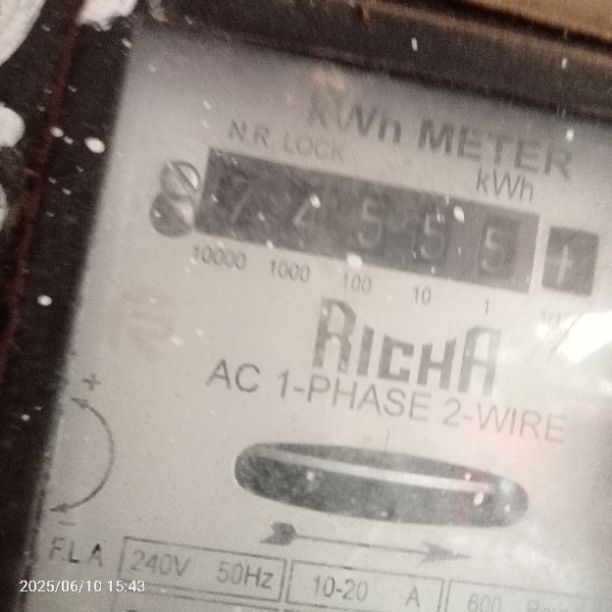 kWh METER
N.R. LOCK
kWh
7 4 5 5 5
10000 1000 100 10 1
RICHA
AC 1-PHASE 2-WIRE
+
-
F.L A 240V 50Hz 10-20 A 600
2025/06/10 15:43